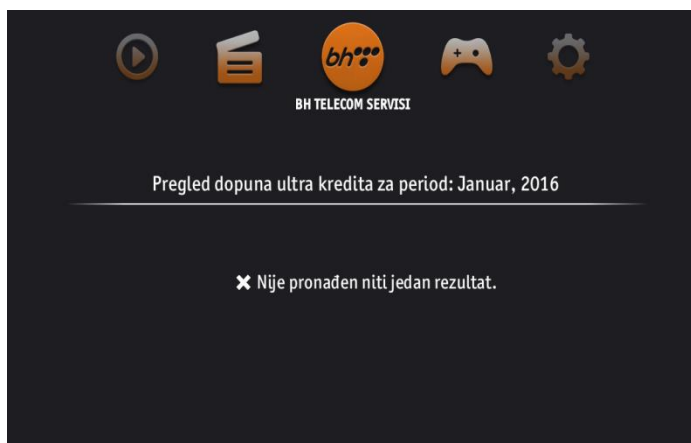 bh
BH TELECOM SERVISI
Pregled dopuna ultra kredita za period: Januar, 2016
Nije pronađen niti jedan rezultat.